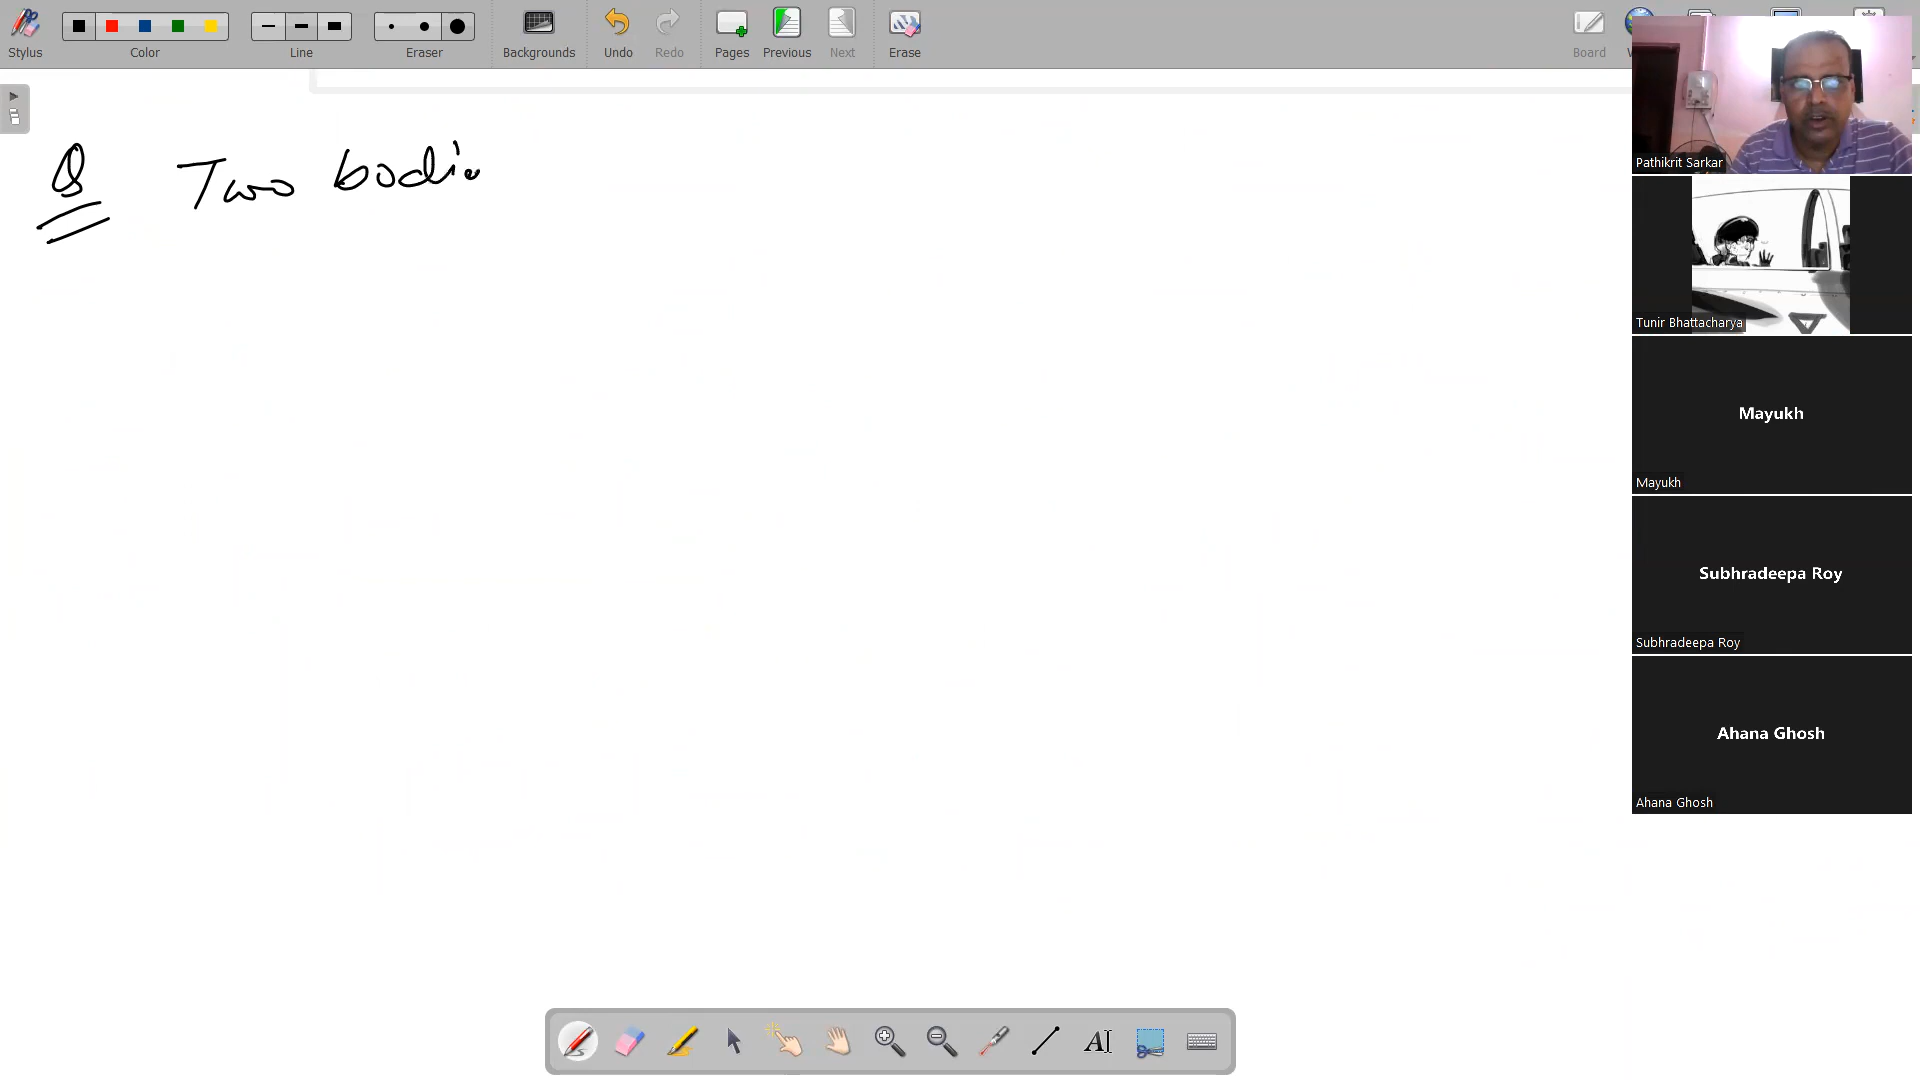 Stylus
Color
Line
Eraser
Backgrounds
Undo
Redo
Pages
Previous
Next
Erase
Board
Q Two bodie
Pathikrit Sarkar
Tunir Bhattacharya
Mayukh
Mayukh
Subhradeepa Roy
Subhradeepa Roy
Ahana Ghosh
Ahana Ghosh